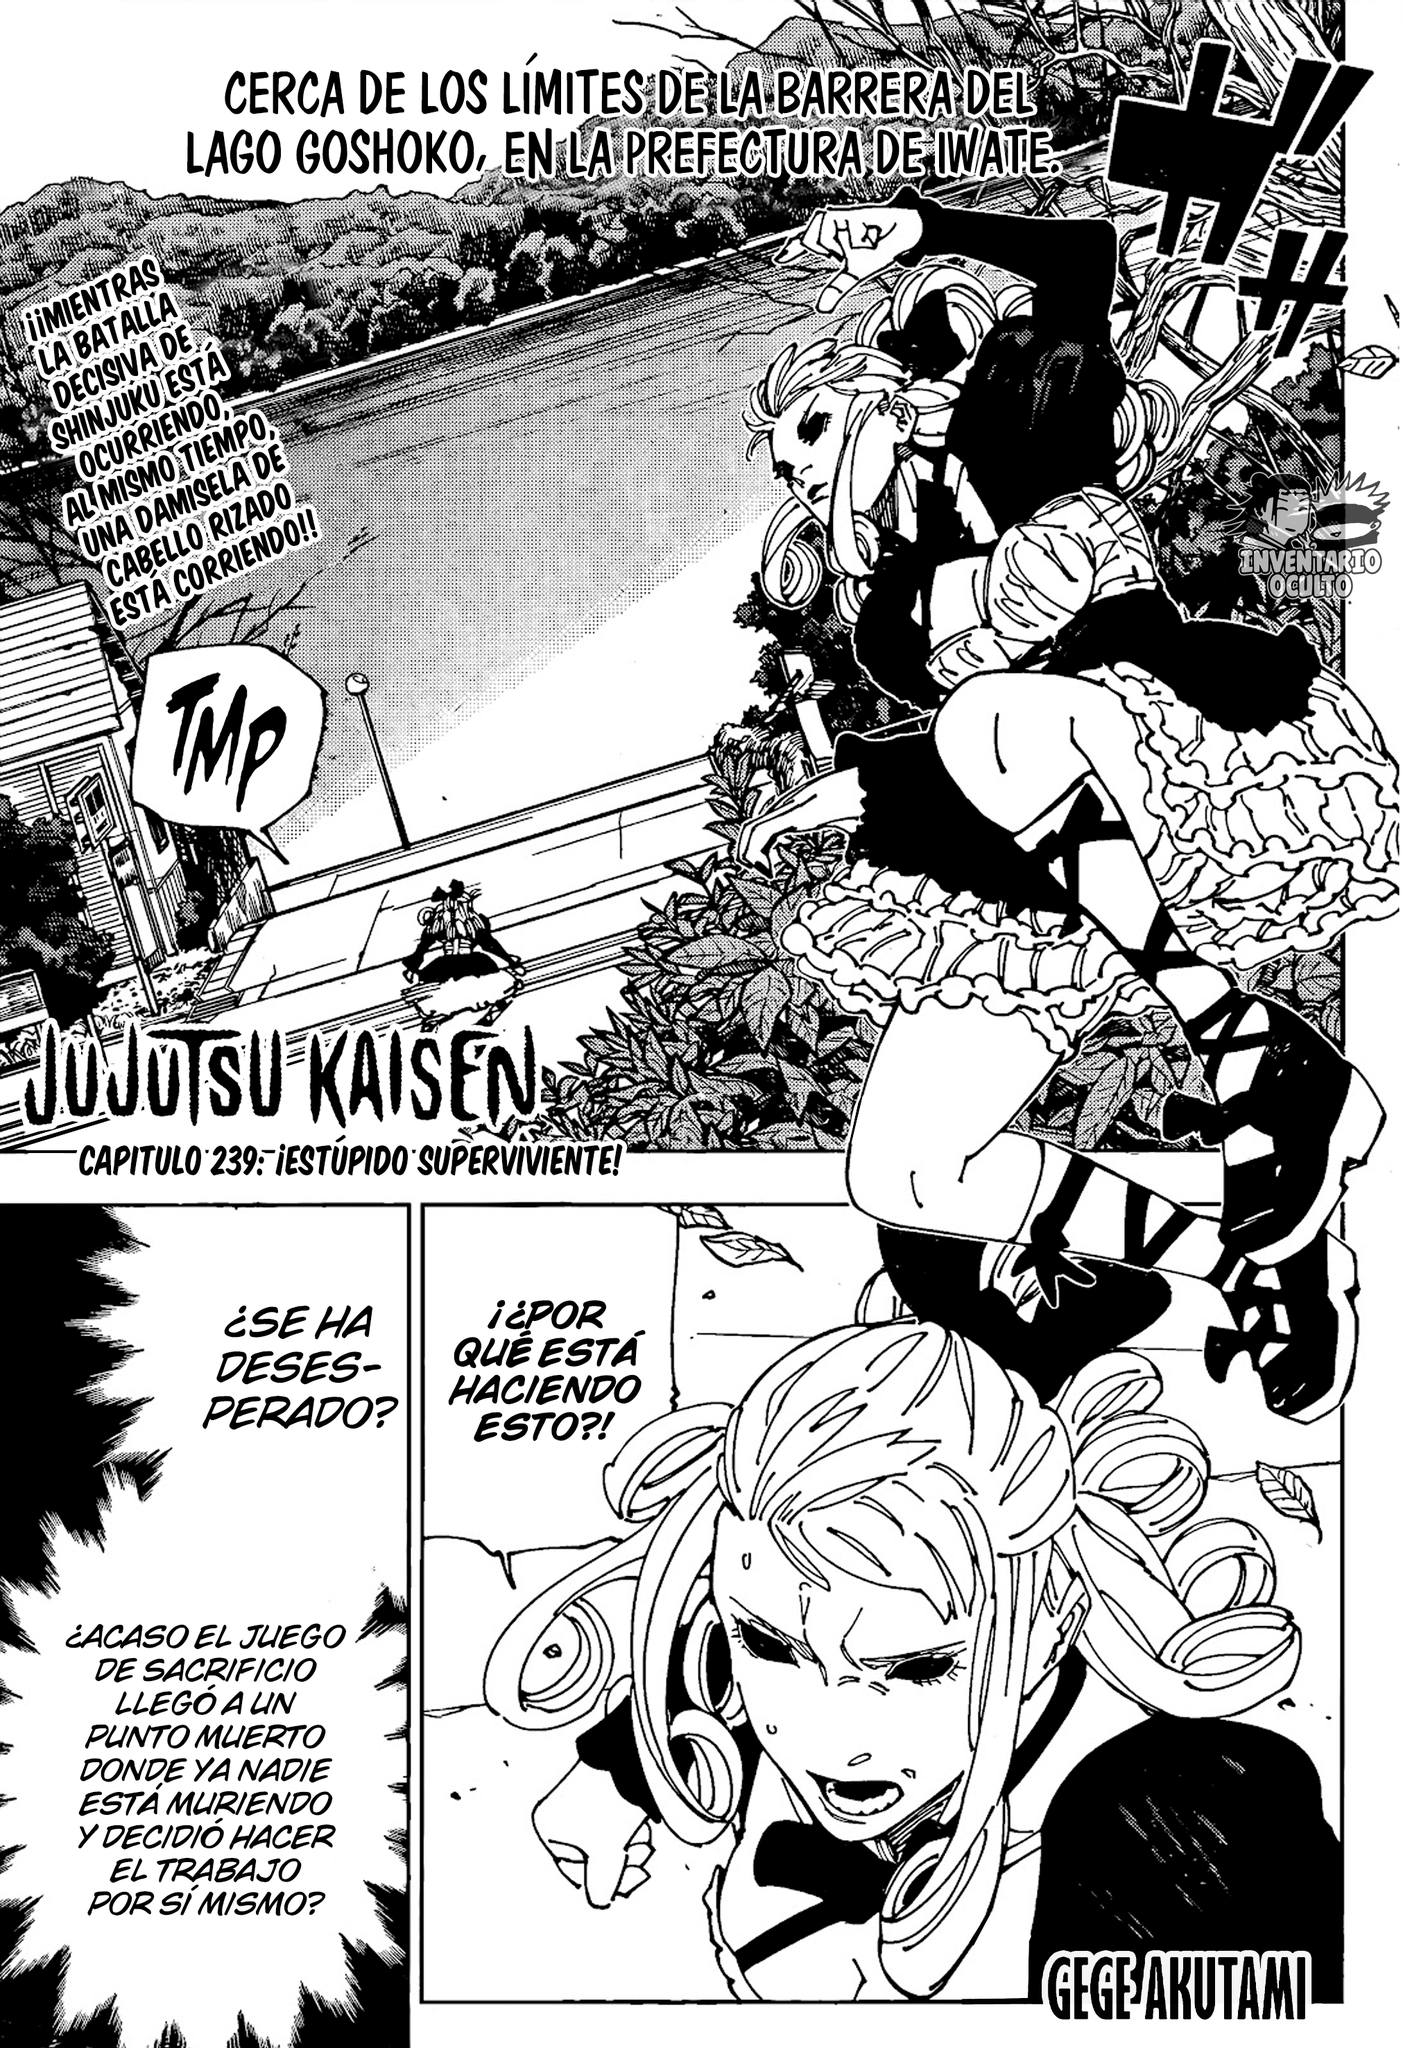 CERCA DE LOS LÍMITES DE LA BARRERA DEL
LAGO GOSHOKO, EN LA PREFECTURA DE IWATE.
ザザッ
¡¡MIENTRAS
LA BATALLA
DECISIVA DE
SHINJUKU ESTÁ
OCURRIENDO,
AL MISMO TIEMPO,
UNA DAMISELA DE
CABELLO RIZADO
ESTÁ CORRIENDO!!
INVENTARIO
OCULTO
TMP
JUJUTSU KAISEN
CAPITULO 239: ¡ESTÚPIDO SUPERVIVIENTE!
¡¿POR
QUÉ ESTÁ
HACIENDO
ESTO?!
¿SE HA
DESES-
PERADO?
¿ACASO EL JUEGO
DE SACRIFICIO
LLEGÓ A UN
PUNTO MUERTO
DONDE YA NADIE
ESTÁ MURIENDO
Y DECIDIÓ HACER
EL TRABAJO
POR SÍ MISMO?
GEGE AKUTAMI